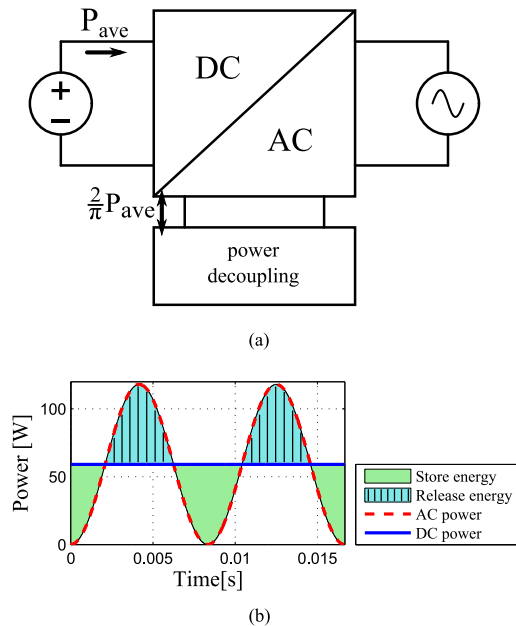 P_ave
DC
AC
2/π P_ave
power
decoupling
(a)
Power [W]
100
50
0
0
0.005
0.01
0.015
Time[s]
Store energy
Release energy
AC power
DC power
(b)